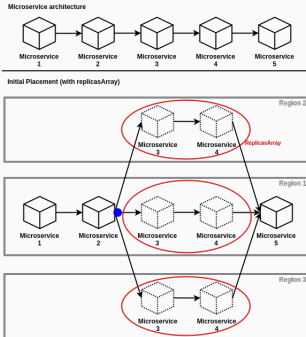 Microservice architecture
Microservice
1
Microservice
2
Microservice
3
Microservice
4
Microservice
5
Initial Placement (with replicasArray)
Region 2
Microservice
3
Microservice
4
ReplicasArray
Region 1
Microservice
1
Microservice
2
Microservice
3
Microservice
4
Microservice
5
Region 3
Microservice
3
Microservice
4